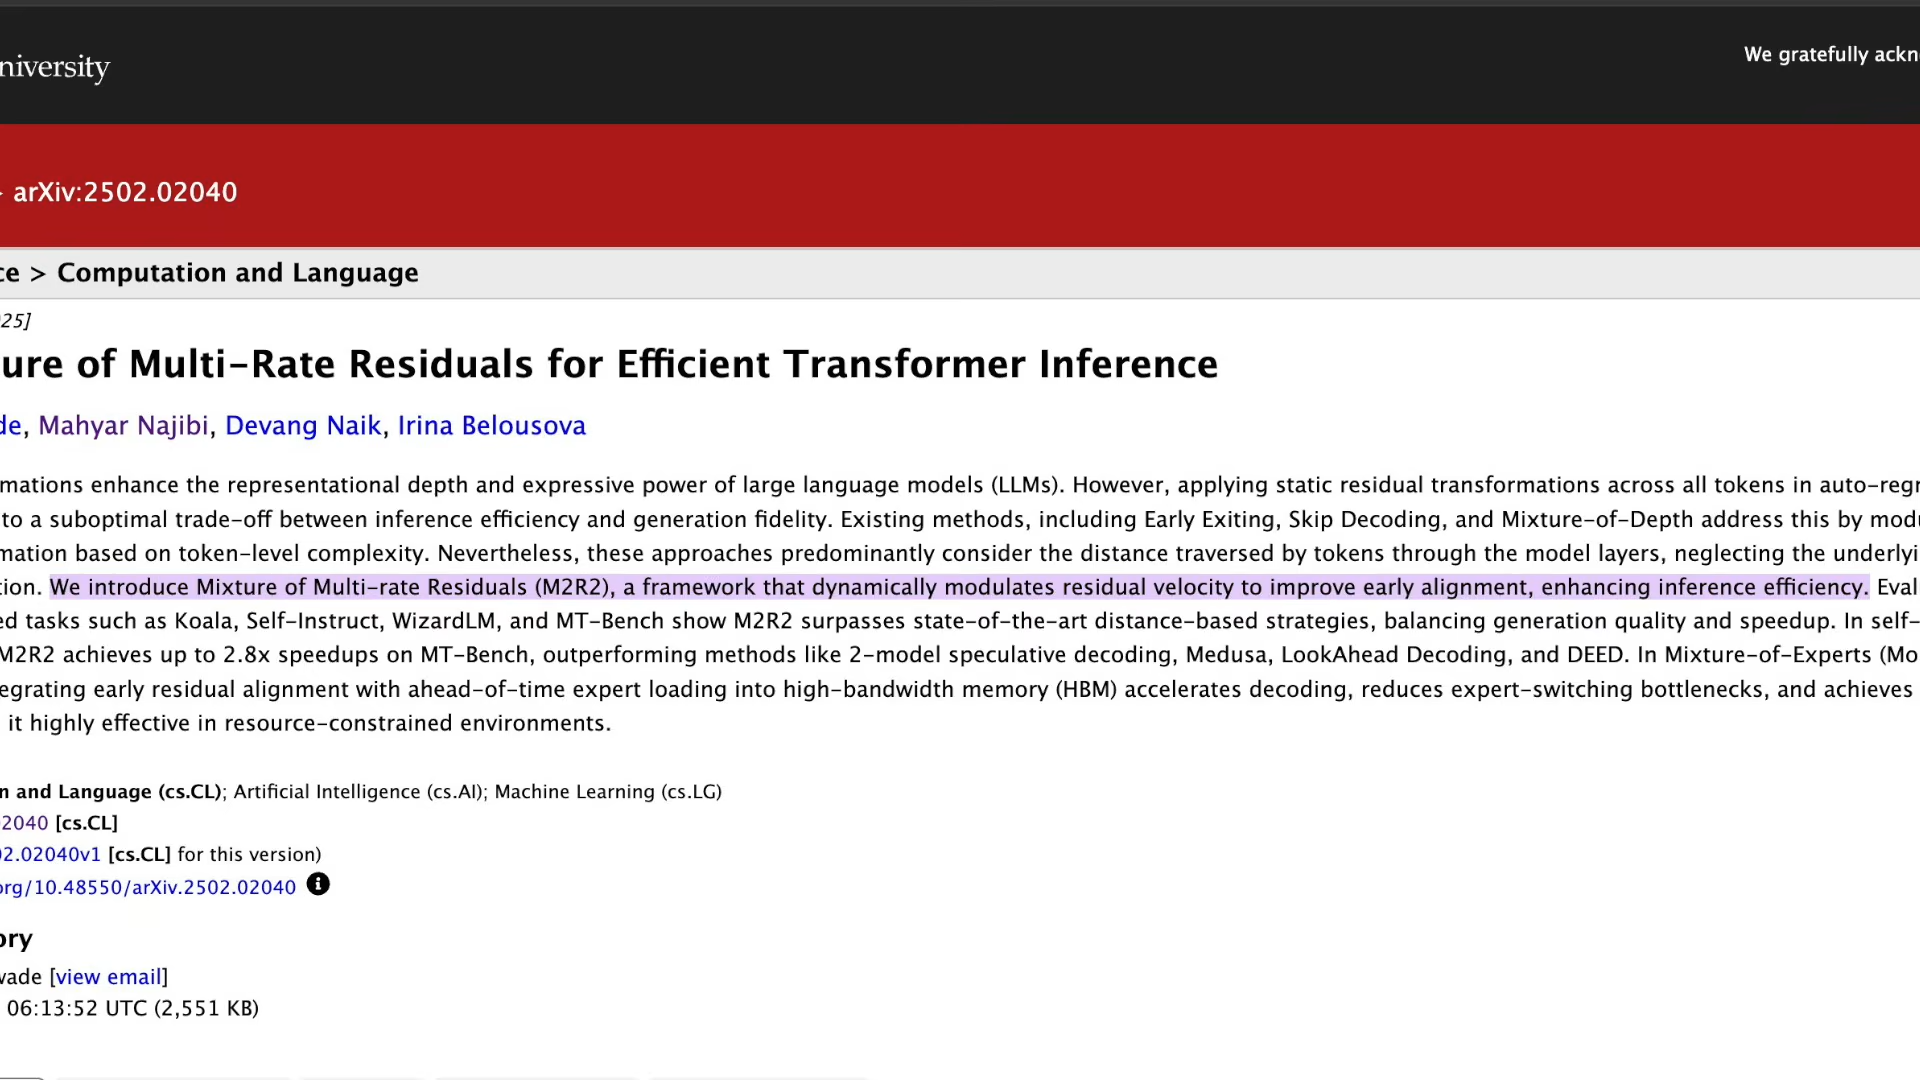 niversity
We gratefully ackn
arXiv:2502.02040
ce > Computation and Language
025]
ure of Multi-Rate Residuals for Efficient Transformer Inference
de, Mahyar Najibi, Devang Naik, Irina Belousova
mations enhance the representational depth and expressive power of large language models (LLMs). However, applying static residual transformations across all tokens in auto-regr
to a suboptimal trade-off between inference efficiency and generation fidelity. Existing methods, including Early Exiting, Skip Decoding, and Mixture-of-Depth address this by modu
mation based on token-level complexity. Nevertheless, these approaches predominantly consider the distance traversed by tokens through the model layers, neglecting the underlyi
tion. We introduce Mixture of Multi-rate Residuals (M2R2), a framework that dynamically modulates residual velocity to improve early alignment, enhancing inference efficiency. Eval
ed tasks such as Koala, Self-Instruct, WizardLM, and MT-Bench show M2R2 surpasses state-of-the-art distance-based strategies, balancing generation quality and speedup. In self-
M2R2 achieves up to 2.8x speedups on MT-Bench, outperforming methods like 2-model speculative decoding, Medusa, LookAhead Decoding, and DEED. In Mixture-of-Experts (Mo
egrating early residual alignment with ahead-of-time expert loading into high-bandwidth memory (HBM) accelerates decoding, reduces expert-switching bottlenecks, and achieves
it highly effective in resource-constrained environments.
n and Language (cs.CL); Artificial Intelligence (cs.AI); Machine Learning (cs.LG)
02040 [cs.CL]
02.02040v1 [cs.CL] for this version)
org/10.48550/arXiv.2502.02040
ory
wade [view email]
06:13:52 UTC (2,551 KB)